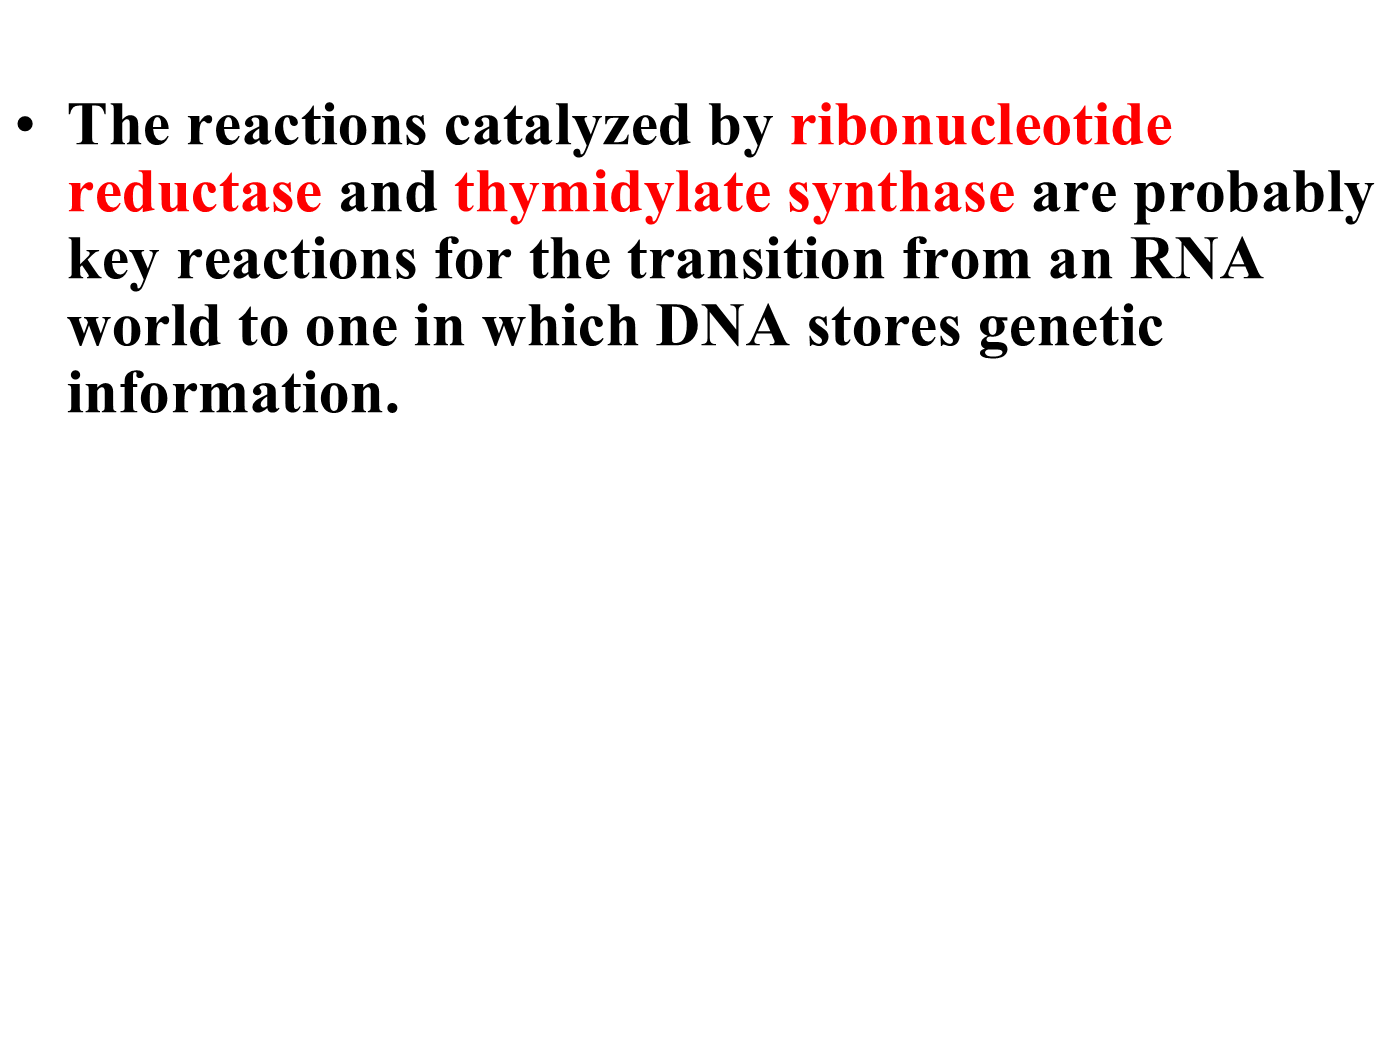 • The reactions catalyzed by ribonucleotide
reductase and thymidylate synthase are probably
key reactions for the transition from an RNA
world to one in which DNA stores genetic
information.